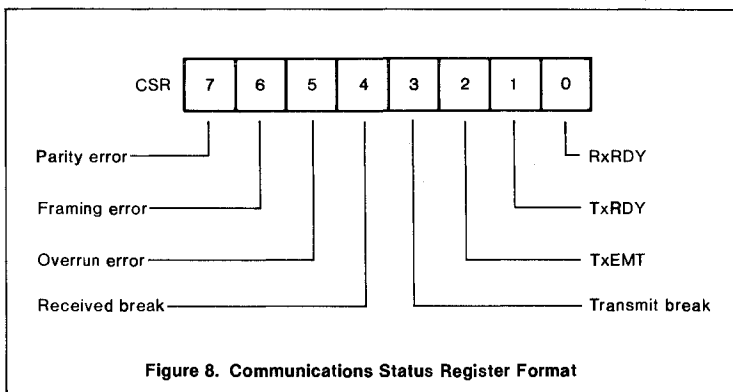 CSR 7 6 5 4 3 2 1 0
Parity error RxRDY
Framing error TxRDY
Overrun error TxEMT
Received break Transmit break
Figure 8. Communications Status Register Format